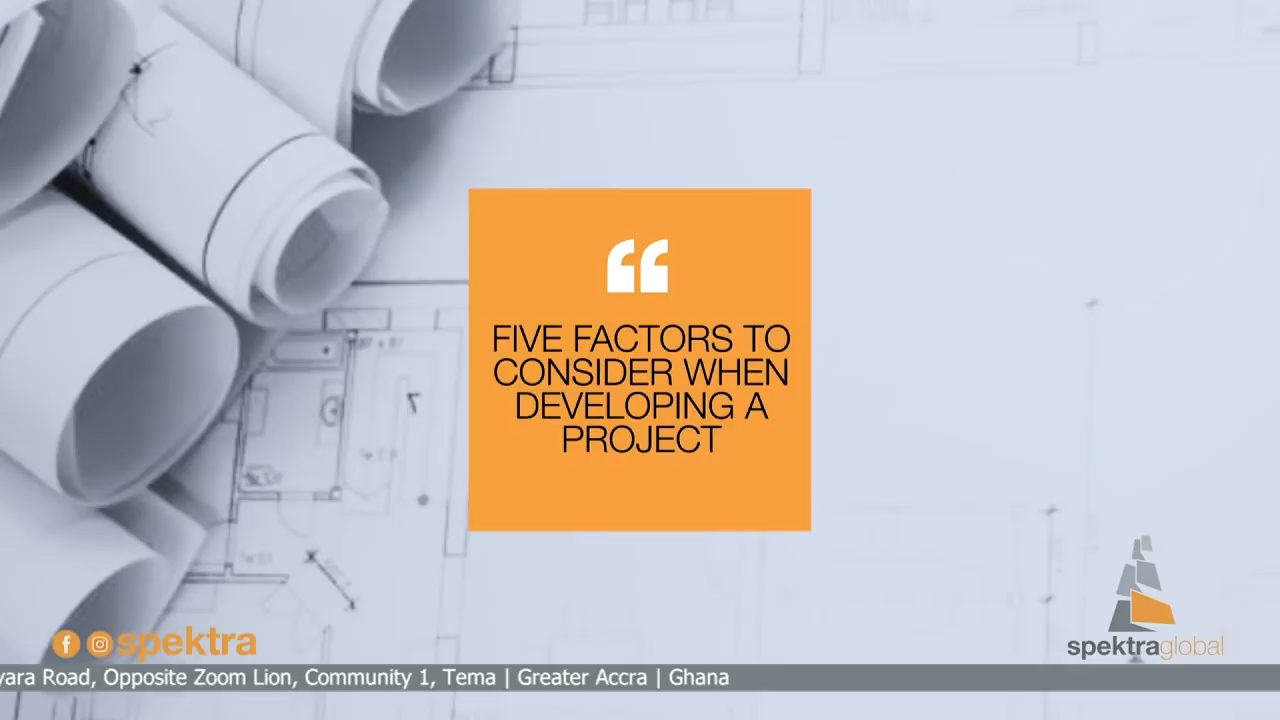 FIVE FACTORS TO
CONSIDER WHEN
DEVELOPING A
PROJECT
spektra
spektraglobal
Road, Opposite Zoom Lion, Community 1, Tema | Greater Accra | Ghana